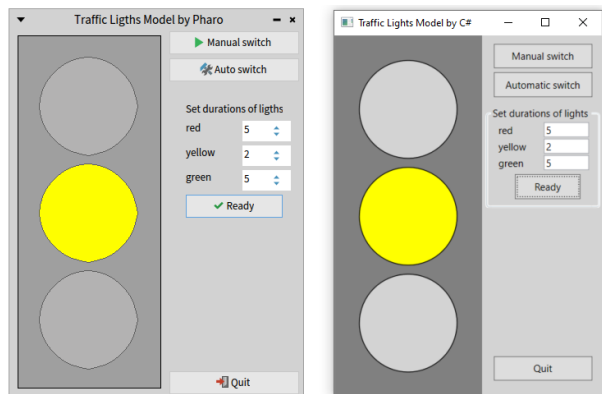 Traffic Ligths Model by Pharo
Manual switch
Auto switch
Set durations of ligths
red 5
yellow 2
green 5
Ready
Quit
Traffic Lights Model by C#
Manual switch
Automatic switch
Set durations of lights
red 5
yellow 2
green 5
Ready
Quit